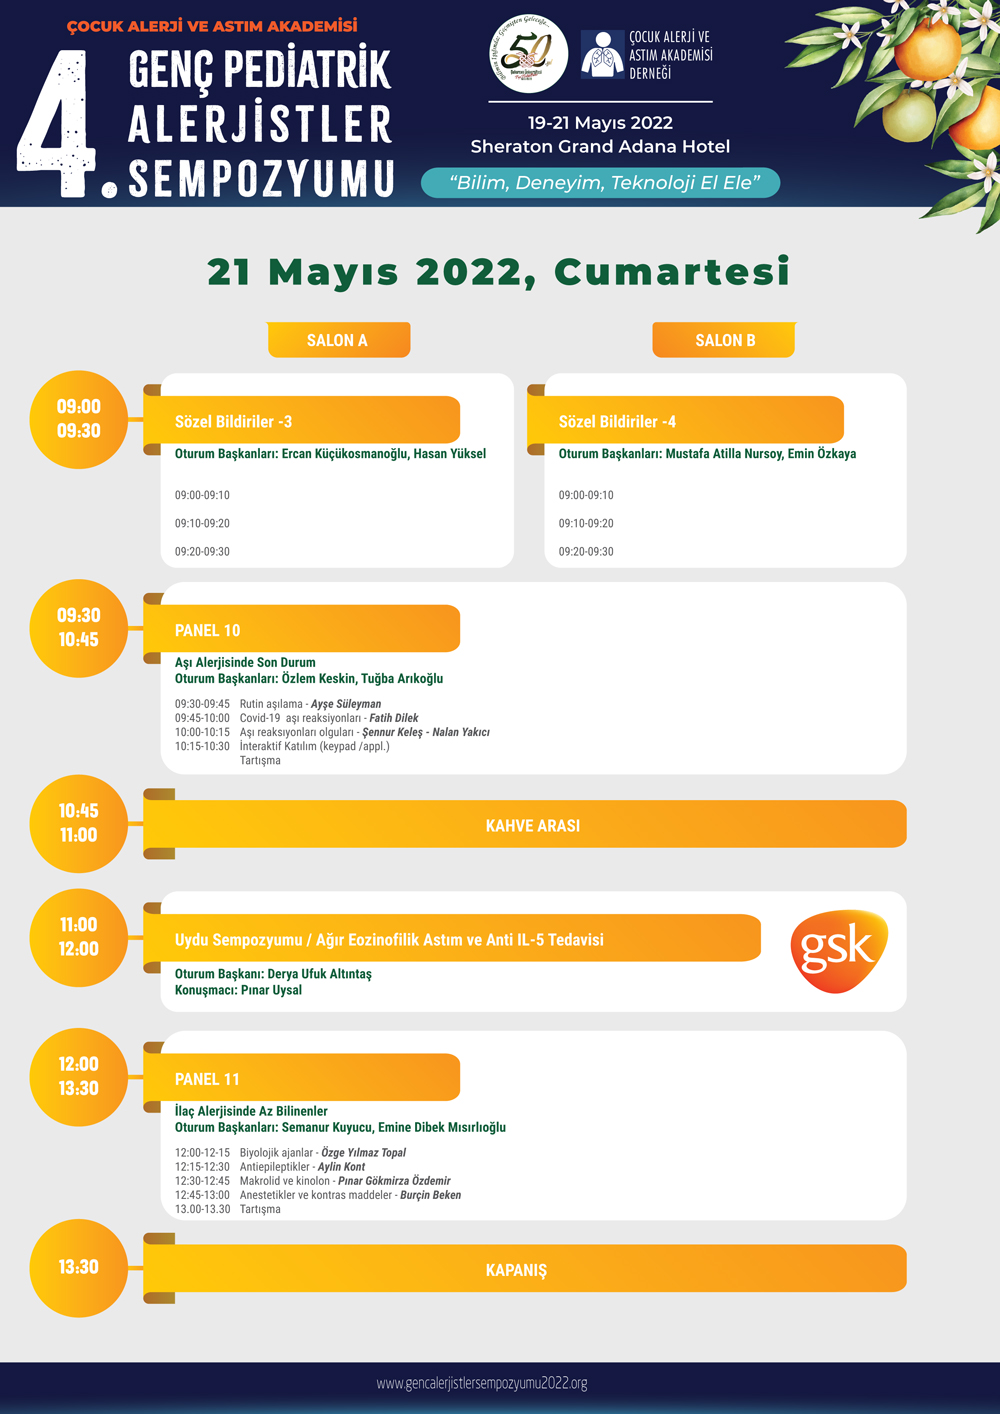 ÇOCUK ALERJİ VE ASTIM AKADEMİSİ
4. GENÇ PEDİATRİK
ALERJİSTLER
SEMPOZYUMU
50
ÇOCUK ALERJİ VE
ASTIM AKADEMİSİ
DERNEĞİ
19-21 Mayıs 2022
Sheraton Grand Adana Hotel
“Bilim, Deneyim, Teknoloji El Ele”
21 Mayıs 2022, Cumartesi
SALON A
SALON B
09:00
09:30
Sözel Bildiriler -3
Oturum Başkanları: Ercan Küçükosmanoğlu, Hasan Yüksel
09:00-09:10
09:10-09:20
09:20-09:30
Sözel Bildiriler -4
Oturum Başkanları: Mustafa Atilla Nursoy, Emin Özkaya
09:00-09:10
09:10-09:20
09:20-09:30
09:30
10:45
PANEL 10
Aşı Alerjisinde Son Durum
Oturum Başkanları: Özlem Keskin, Tuğba Arıkoğlu
09:30-09:45 Rutin aşılama - Ayşe Süleyman
09:45-10:00 Covid-19 aşı reaksiyonları - Fatih Dilek
10:00-10:15 Aşı reaksıyonları olguları - Şennur Keleş - Nalan Yakıcı
10:15-10:30 İnteraktif Katılım (keypad /appl.)
Tartışma
10:45
11:00
KAHVE ARASI
11:00
12:00
Uydu Sempozyumu / Ağır Eozinofilik Astım ve Anti IL-5 Tedavisi
Oturum Başkanı: Derya Ufuk Altıntaş
Konuşmacı: Pınar Uysal
gsk
12:00
13:30
PANEL 11
İlaç Alerjisinde Az Bilinenler
Oturum Başkanları: Semanur Kuyucu, Emine Dibek Mısırlıoğlu
12:00-12-15 Biyolojik ajanlar - Özge Yılmaz Topal
12:15-12:30 Antiepileptikler - Aylin Kont
12:30-12:45 Makrolid ve kinolon - Pınar Gökmirza Özdemir
12:45-13:00 Anestetikler ve kontras maddeler - Burçin Beken
13.00-13.30 Tartışma
13:30
KAPANIŞ
www.gencalerjistlersempozyumu2022.org